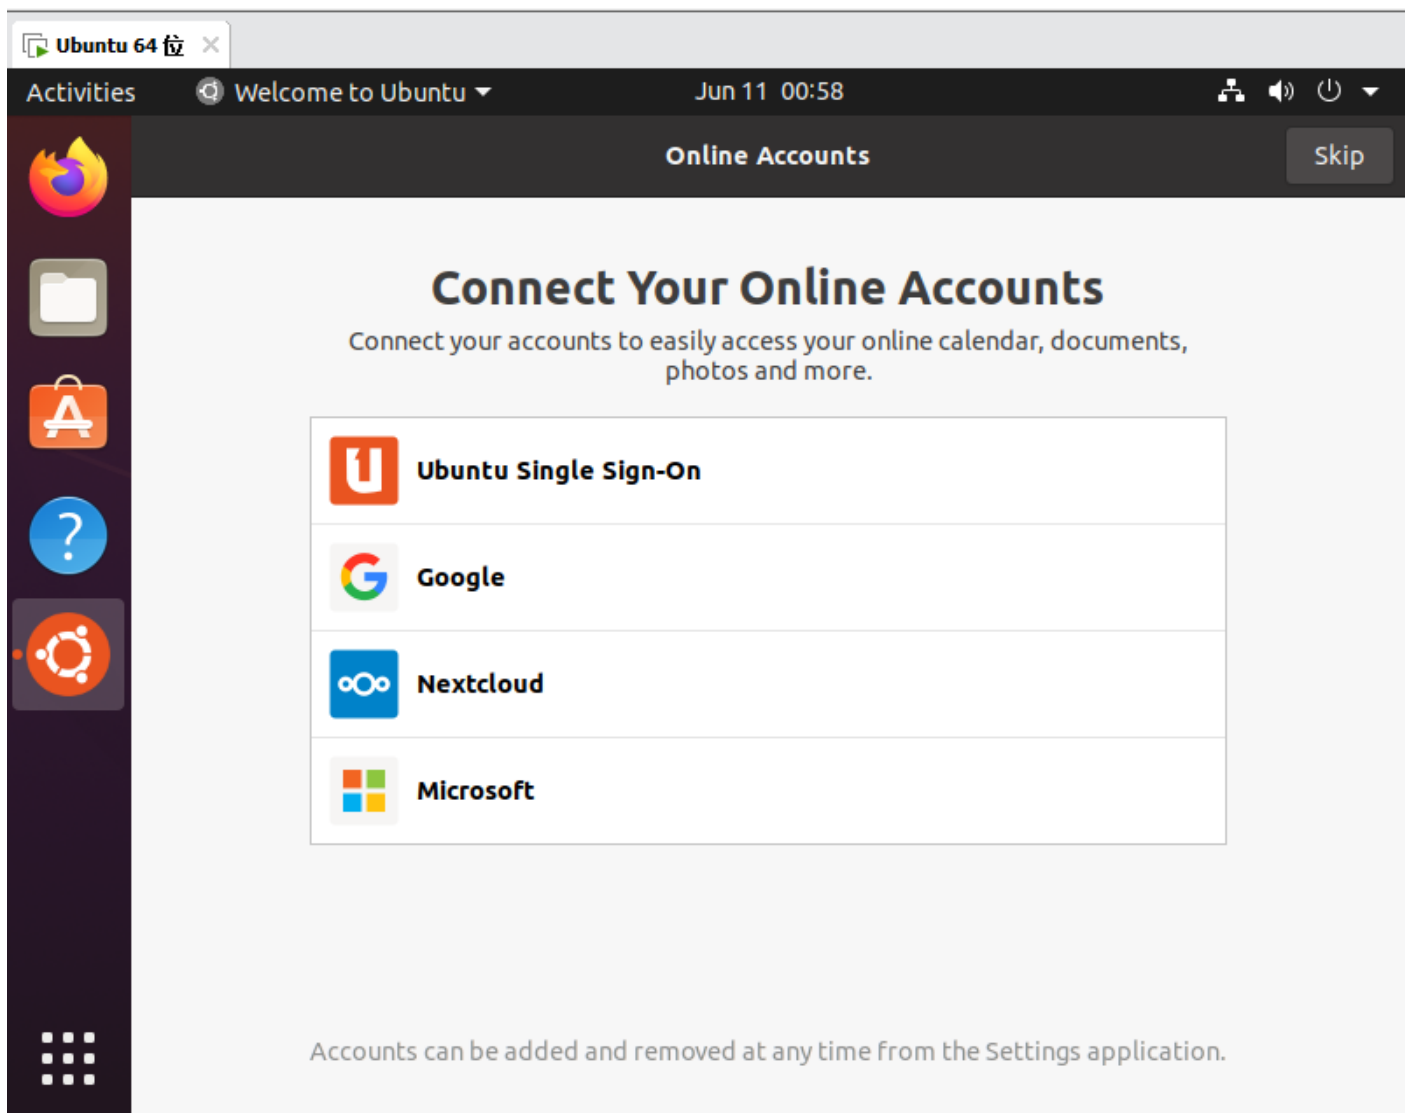 Ubuntu 64 位
Activities
Welcome to Ubuntu
Jun 11 00:58
Online Accounts
Skip
Connect Your Online Accounts
Connect your accounts to easily access your online calendar, documents,
photos and more.
Ubuntu Single Sign-On
Google
Nextcloud
Microsoft
Accounts can be added and removed at any time from the Settings application.